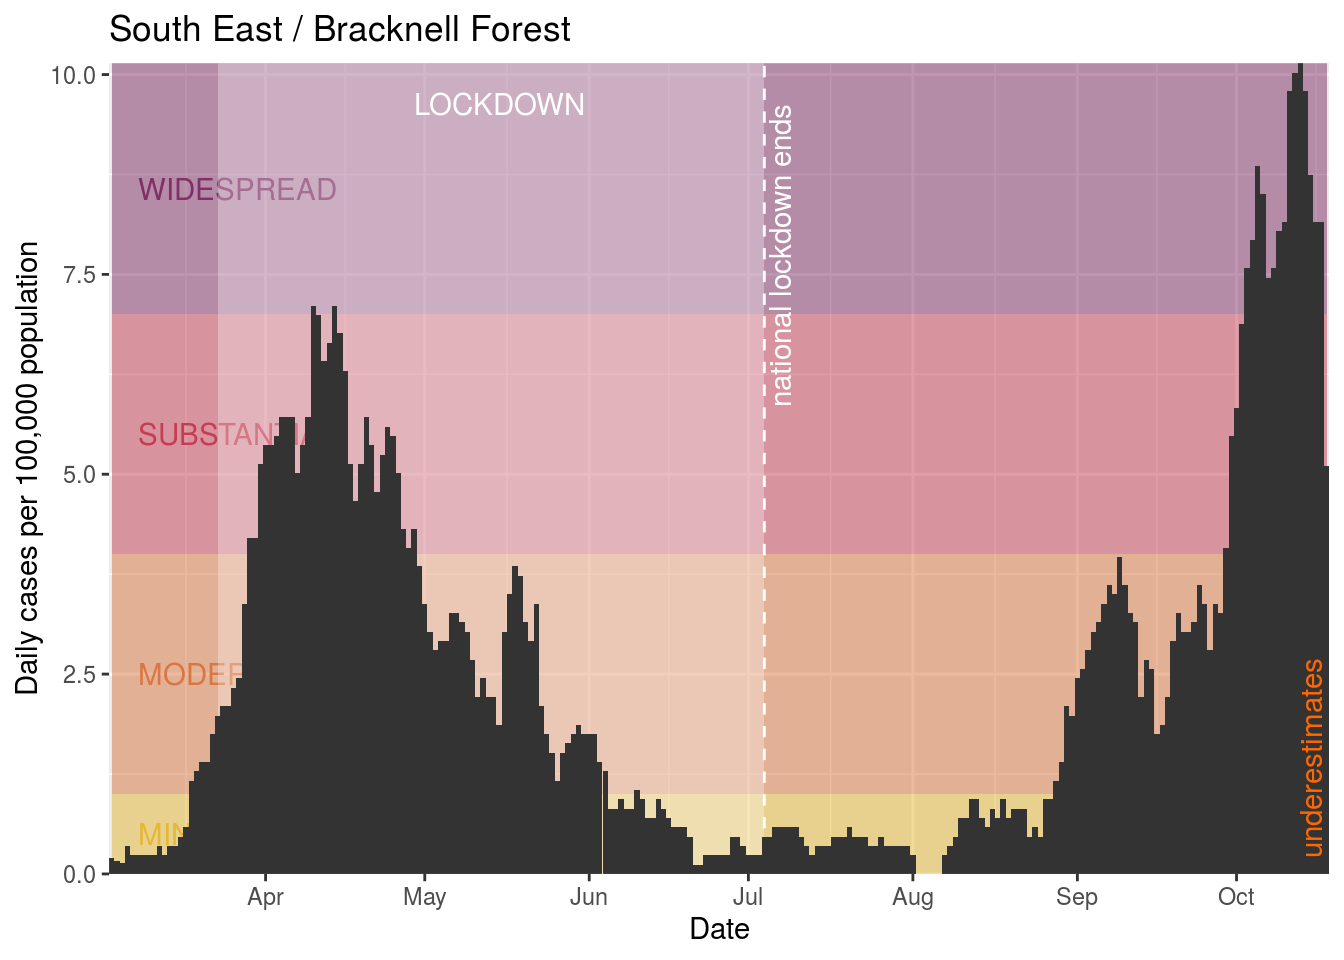 South East / Bracknell Forest
Daily cases per 100,000 population
10.0
7.5
5.0
2.5
0.0
LOCKDOWN
WIDESPREAD
SUBSTANTIA
MODER
MIN
national lockdown ends
underestimates
Apr
May
Jun
Jul
Aug
Sep
Oct
Date